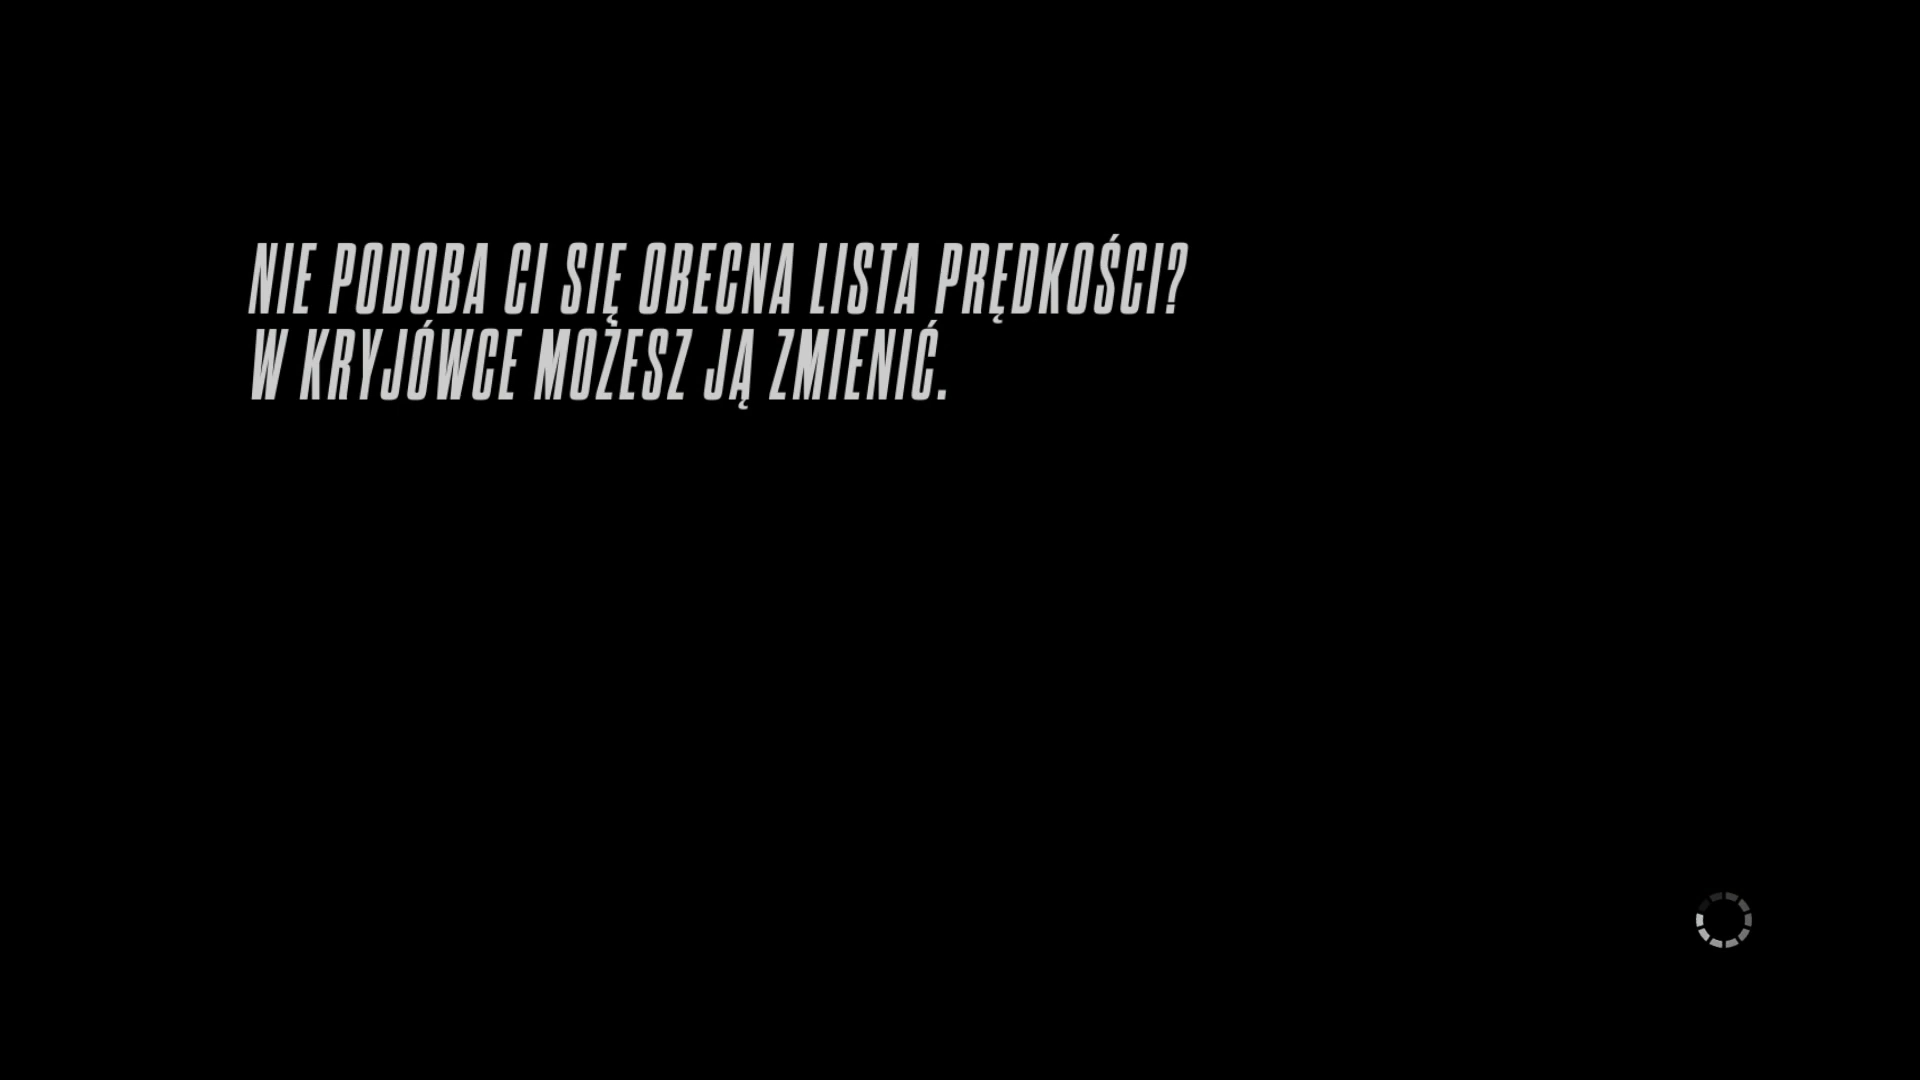 NIE PODOBA CI SIĘ OBECNA LISTA PRĘDKOŚCI?
W KRYJÓWCE MOŻESZ JĄ ZMIENIĆ.